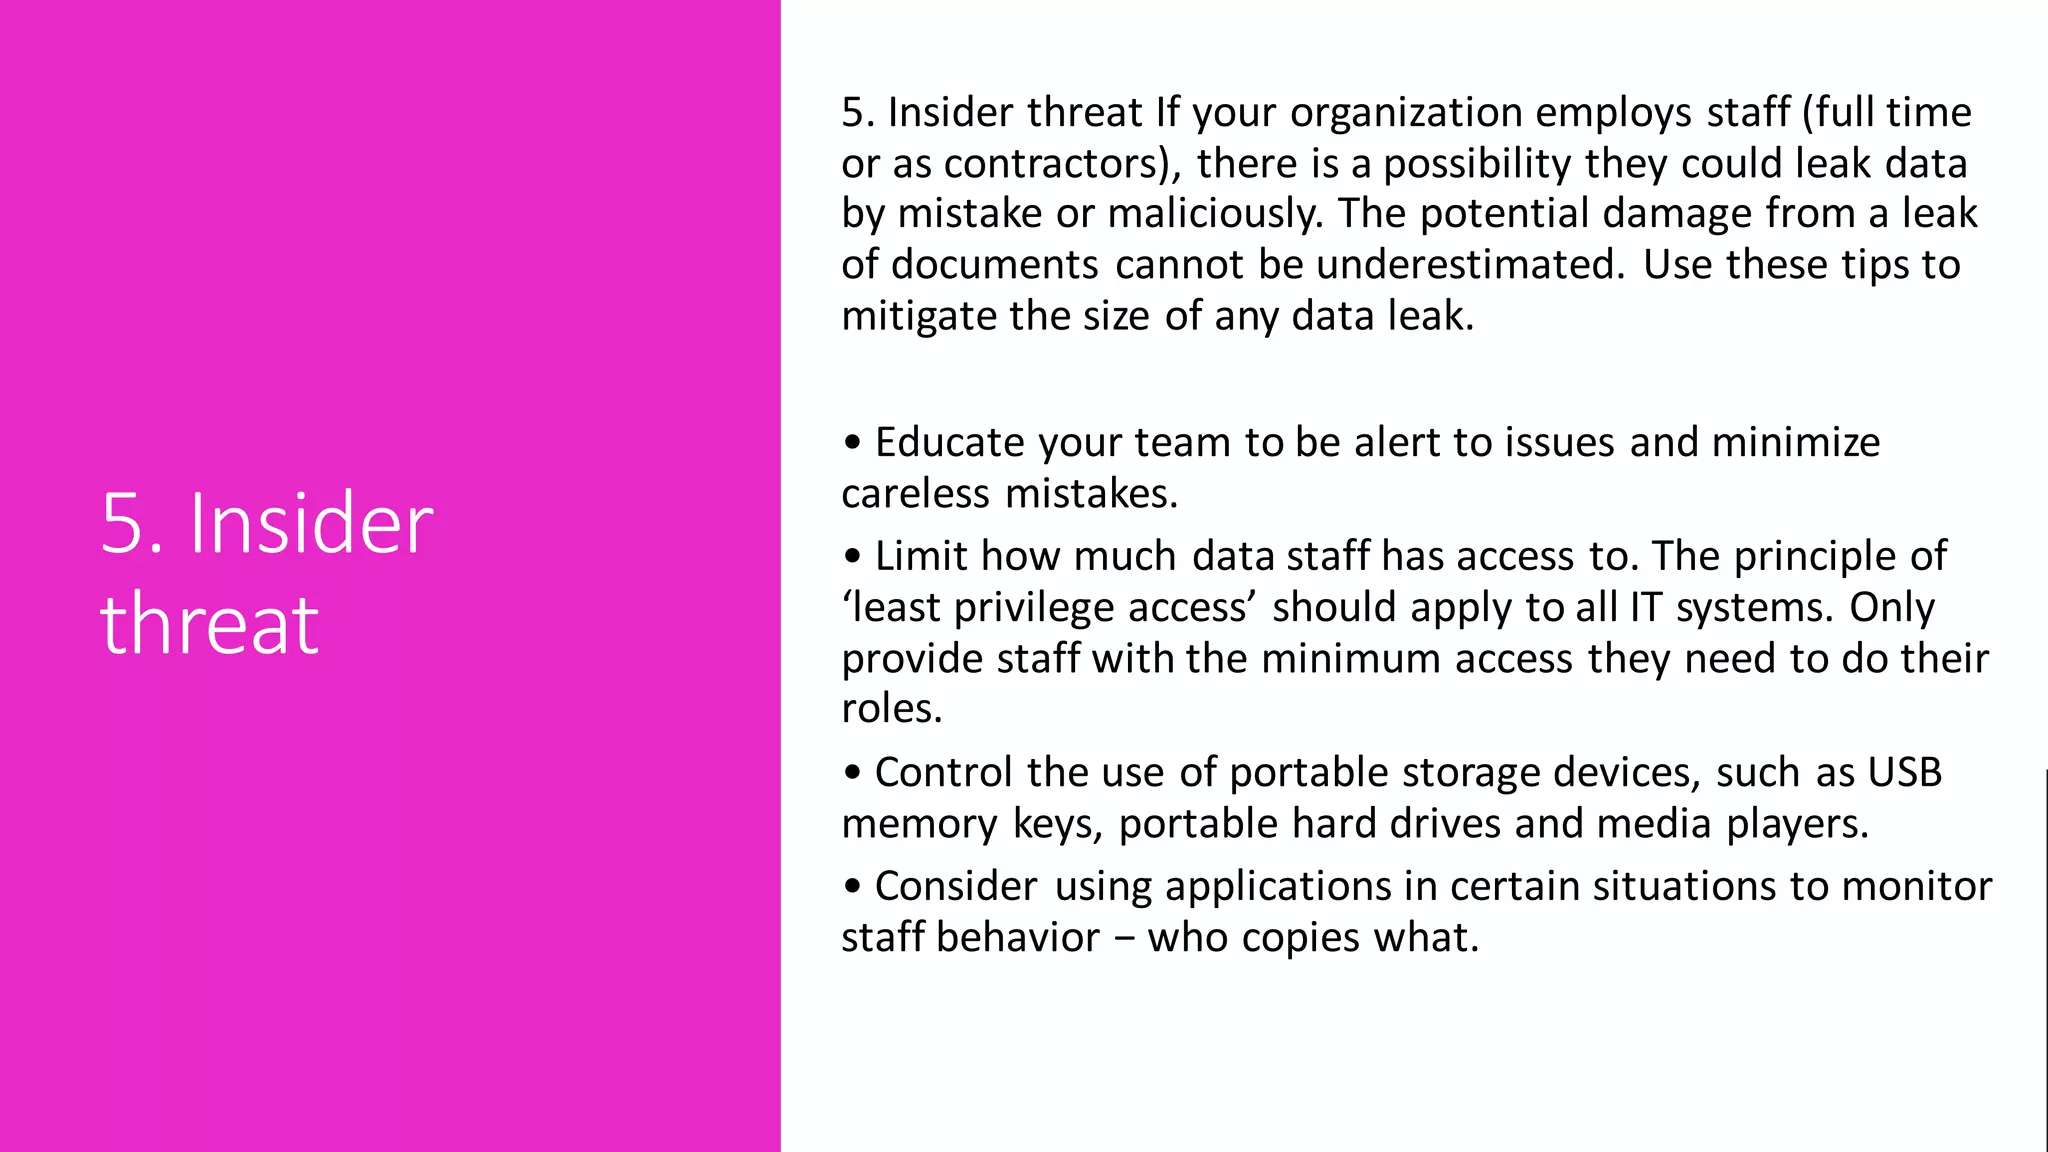 5. Insider
threat
5. Insider threat If your organization employs staff (full time
or as contractors), there is a possibility they could leak data
by mistake or maliciously. The potential damage from a leak
of documents cannot be underestimated. Use these tips to
mitigate the size of any data leak.
• Educate your team to be alert to issues and minimize
careless mistakes.
• Limit how much data staff has access to. The principle of
‘least privilege access’ should apply to all IT systems. Only
provide staff with the minimum access they need to do their
roles.
• Control the use of portable storage devices, such as USB
memory keys, portable hard drives and media players.
• Consider using applications in certain situations to monitor
staff behavior – who copies what.